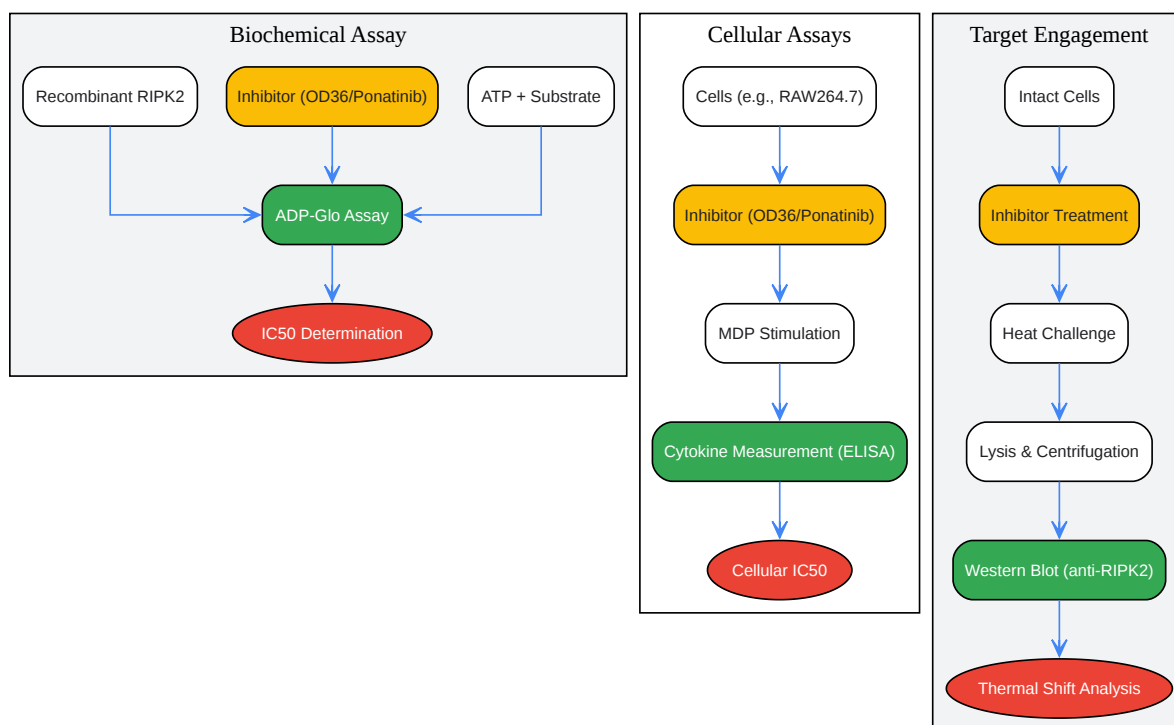 Biochemical Assay
Recombinant RIPK2
Inhibitor (OD36/Ponatinib)
ATP + Substrate
ADP-Glo Assay
IC50 Determination
Cellular Assays
Cells (e.g., RAW264.7)
Inhibitor (OD36/Ponatinib)
MDP Stimulation
Cytokine Measurement (ELISA)
Cellular IC50
Target Engagement
Intact Cells
Inhibitor Treatment
Heat Challenge
Lysis & Centrifugation
Western Blot (anti-RIPK2)
Thermal Shift Analysis